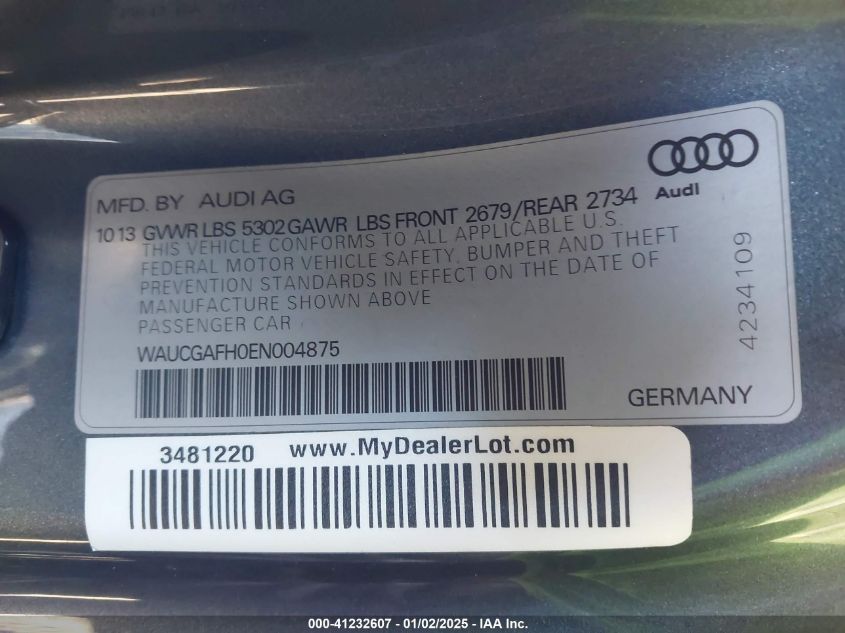 Audi
MFD. BY AUDI AG
10 13 GVWR LBS 5302 GAWR LBS FRONT 2679/REAR 2734
THIS VEHICLE CONFORMS TO ALL APPLICABLE U.S.
FEDERAL MOTOR VEHICLE SAFETY, BUMPER AND THEFT
PREVENTION STANDARDS IN EFFECT ON THE DATE OF
MANUFACTURE SHOWN ABOVE
PASSENGER CAR
WAUCGAFH0EN004875
GERMANY
4234109
3481220 www.MyDealerLot.com
000-41232607 - 01/02/2025 - IAA Inc.